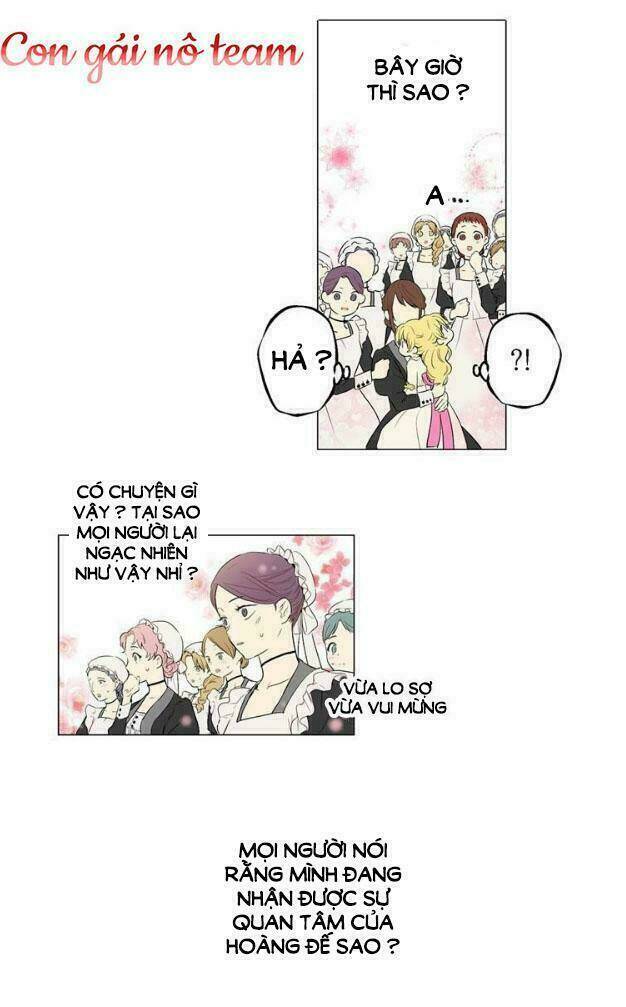 Con gái nô team
BÂY GIỜ
THÌ SAO ?
A ...
HẢ ?
?!
CÓ CHUYỆN GÌ
VẬY ? TẠI SAO
MỌI NGƯỜI LẠI
NGẠC NHIÊN
NHƯ VẬY NHỈ ?
VỪA LO SỢ
VỪA VUI MỪNG
MỌI NGƯỜI NÓI
RẰNG MÌNH ĐANG
NHẬN ĐƯỢC SỰ
QUAN TÂM CỦA
HOÀNG ĐẾ SAO ?